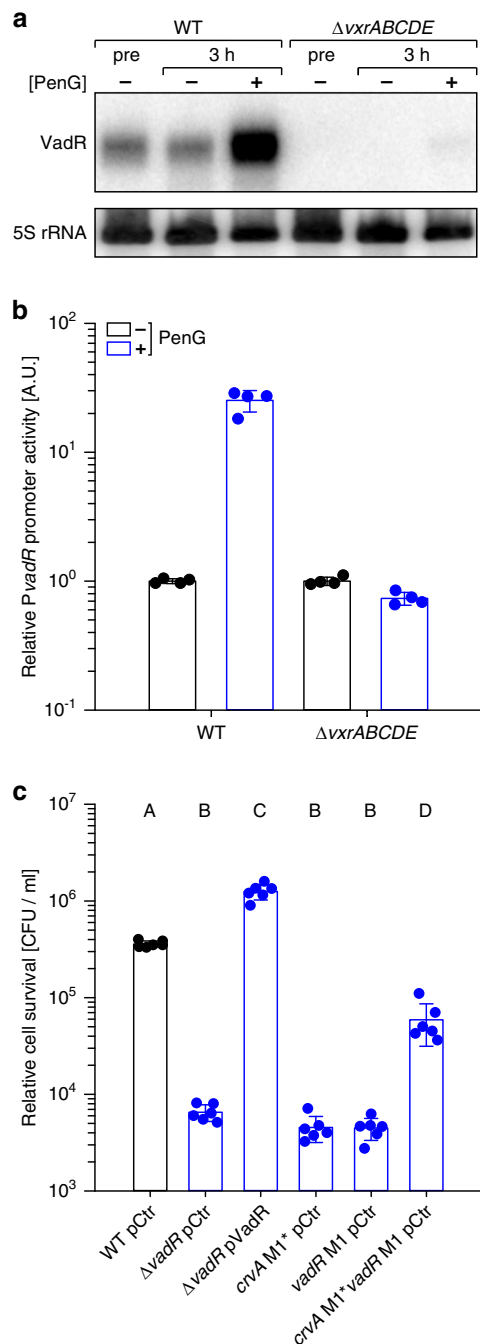 a
WT ΔvxrABCDE
pre 3 h pre 3 h
[PenG] – – + – – +
VadR
5S rRNA
b
Relative PvadR promoter activity [A.U.]
– PenG
+
10²
10¹
10⁰
10⁻¹
WT ΔvxrABCDE
c
Relative cell survival [CFU / ml]
10⁷
10⁶
10⁵
10⁴
10³
A B C B B D
WT pCtr
ΔvadR pCtr
ΔvadR pVadR
crvA M1* pCtr
vadR M1 pCtr
crvA M1*vadR M1 pCtr